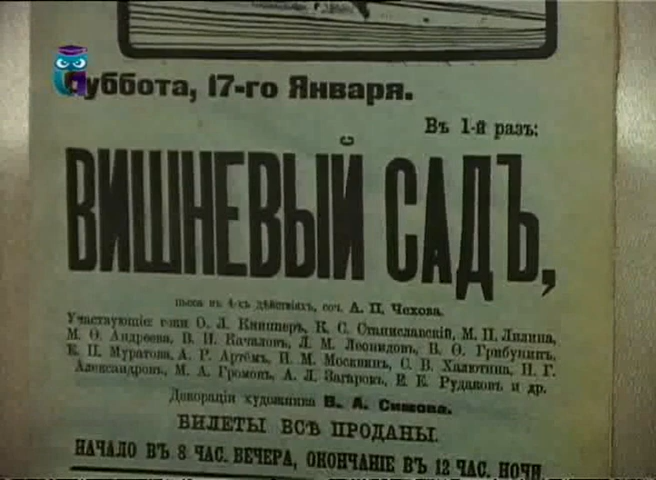 Суббота, 17-го Января.
Въ 1-й разъ:
ВИШНЕВЫЙ САДЪ,
пьеса въ 4-хъ дѣйствіяхъ, соч. А. П. Чехова.
Участвующіе: г-жи О. Л. Книпперъ, К. С. Станиславскій, М. П. Лилина,
М. Ѳ. Андреева, В. И. Качаловъ, Л. М. Леонидовъ, В. Ѳ. Грибунинъ,
Е. П. Муратова, А. Р. Артемъ, И. М. Москвинъ, С. В. Халютина, Н. Г.
Александровъ, М. А. Громовъ, А. Л. Загаровъ, и др.
Декораціи художника В. А. Симова.
БИЛЕТЫ ВСѢ ПРОДАНЫ.
НАЧАЛО ВЪ 8 ЧАС. ВЕЧЕРА, ОКОНЧАНІЕ ВЪ 12 ЧАС. НОЧИ